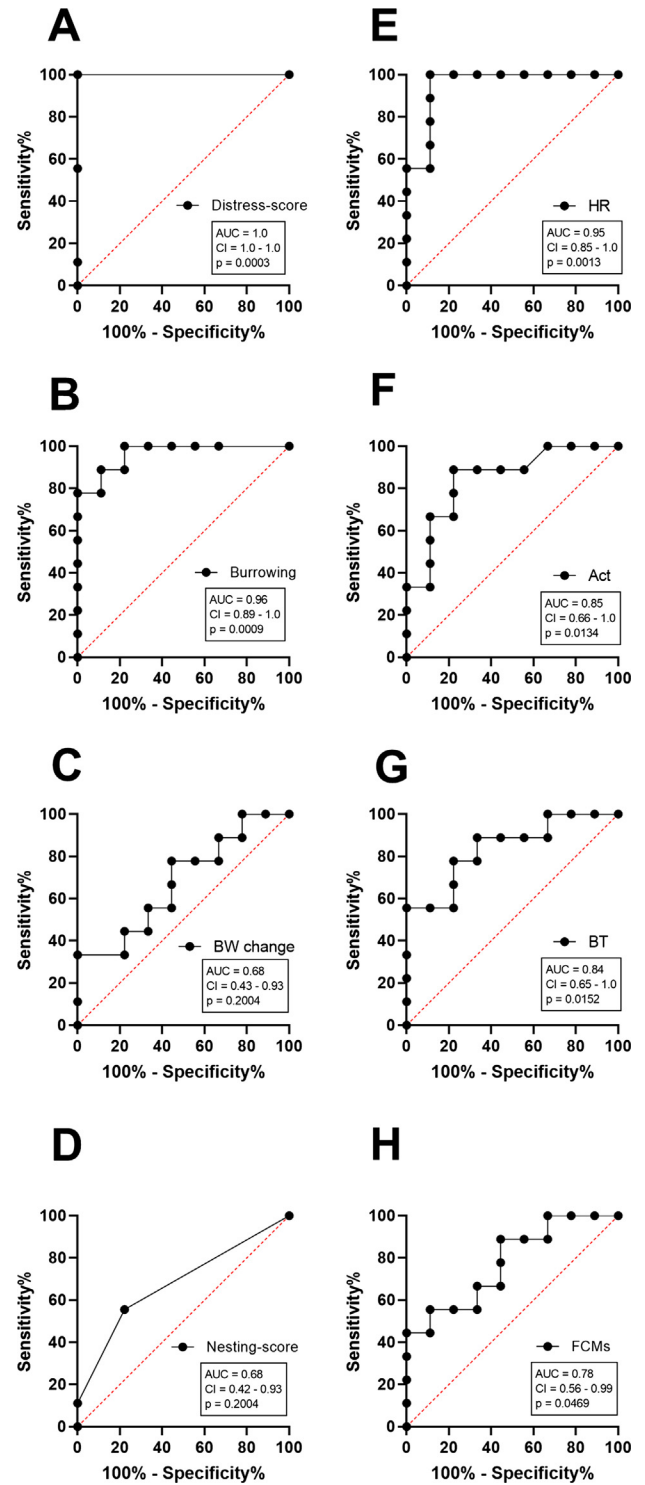 A
Sensitivity%
100
80
60
40
20
0
Distress-score
AUC = 1.0
CI = 1.0 - 1.0
p = 0.0003
0 20 40 60 80 100
100% - Specificity%
E
Sensitivity%
100
80
60
40
20
0
HR
AUC = 0.95
CI = 0.85 - 1.0
p = 0.0013
0 20 40 60 80 100
100% - Specificity%
B
Sensitivity%
100
80
60
40
20
0
Burrowing
AUC = 0.96
CI = 0.89 - 1.0
p = 0.0009
0 20 40 60 80 100
100% - Specificity%
F
Sensitivity%
100
80
60
40
20
0
Act
AUC = 0.85
CI = 0.66 - 1.0
p = 0.0134
0 20 40 60 80 100
100% - Specificity%
C
Sensitivity%
100
80
60
40
20
0
BW change
AUC = 0.68
CI = 0.43 - 0.93
p = 0.2004
0 20 40 60 80 100
100% - Specificity%
G
Sensitivity%
100
80
60
40
20
0
BT
AUC = 0.84
CI = 0.65 - 1.0
p = 0.0152
0 20 40 60 80 100
100% - Specificity%
D
Sensitivity%
100
80
60
40
20
0
Nesting-score
AUC = 0.68
CI = 0.42 - 0.93
p = 0.2004
0 20 40 60 80 100
100% - Specificity%
H
Sensitivity%
100
80
60
40
20
0
FCMs
AUC = 0.78
CI = 0.56 - 0.99
p = 0.0469
0 20 40 60 80 100
100% - Specificity%